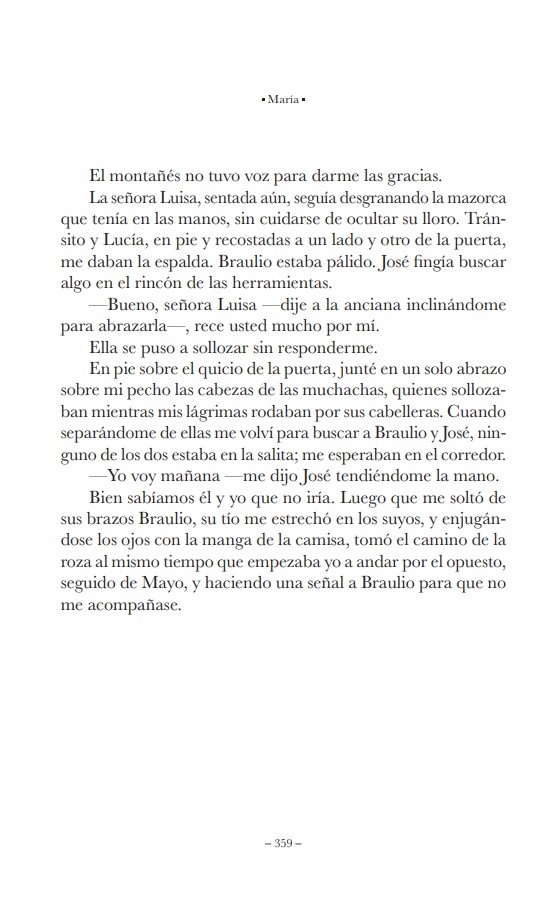 ▪ María ▪
El montañés no tuvo voz para darme las gracias.
La señora Luisa, sentada aún, seguía desgranando la mazorca
que tenía en las manos, sin cuidarse de ocultar su lloro. Trán-
sito y Lucía, en pie y recostadas a un lado y otro de la puerta,
me daban la espalda. Braulio estaba pálido. José fingía buscar
algo en el rincón de las herramientas.
—Bueno, señora Luisa —dije a la anciana inclinándome
para abrazarla—, rece usted mucho por mí.
Ella se puso a sollozar sin responderme.
En pie sobre el quicio de la puerta, junté en un solo abrazo
sobre mi pecho las cabezas de las muchachas, quienes solloza-
ban mientras mis lágrimas rodaban por sus cabelleras. Cuando
separándome de ellas me volví para buscar a Braulio y José, nin-
guno de los dos estaba en la salita; me esperaban en el corredor.
—Yo voy mañana —me dijo José tendiéndome la mano.
Bien sabíamos él y yo que no iría. Luego que me soltó de
sus brazos Braulio, su tío me estrechó en los suyos, y enjugán-
dose los ojos con la manga de la camisa, tomó el camino de la
roza al mismo tiempo que empezaba yo a andar por el opuesto,
seguido de Mayo, y haciendo una señal a Braulio para que no
me acompañase.
– 359 –